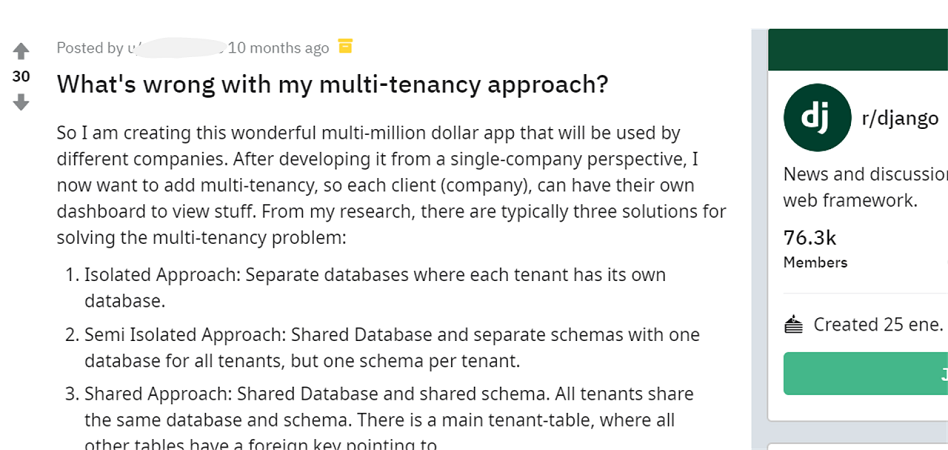 Posted by u/ 10 months ago
30
What's wrong with my multi-tenancy approach?
So I am creating this wonderful multi-million dollar app that will be used by
different companies. After developing it from a single-company perspective, I
now want to add multi-tenancy, so each client (company), can have their own
dashboard to view stuff. From my research, there are typically three solutions for
solving the multi-tenancy problem:
1. Isolated Approach: Separate databases where each tenant has its own
database.
2. Semi Isolated Approach: Shared Database and separate schemas with one
database for all tenants, but one schema per tenant.
3. Shared Approach: Shared Database and shared schema. All tenants share
the same database and schema. There is a main tenant-table, where all
other tables have a foreign key pointing to
dj
r/django
News and discussion
web framework.
76.3k
Members
Created 25 ene.